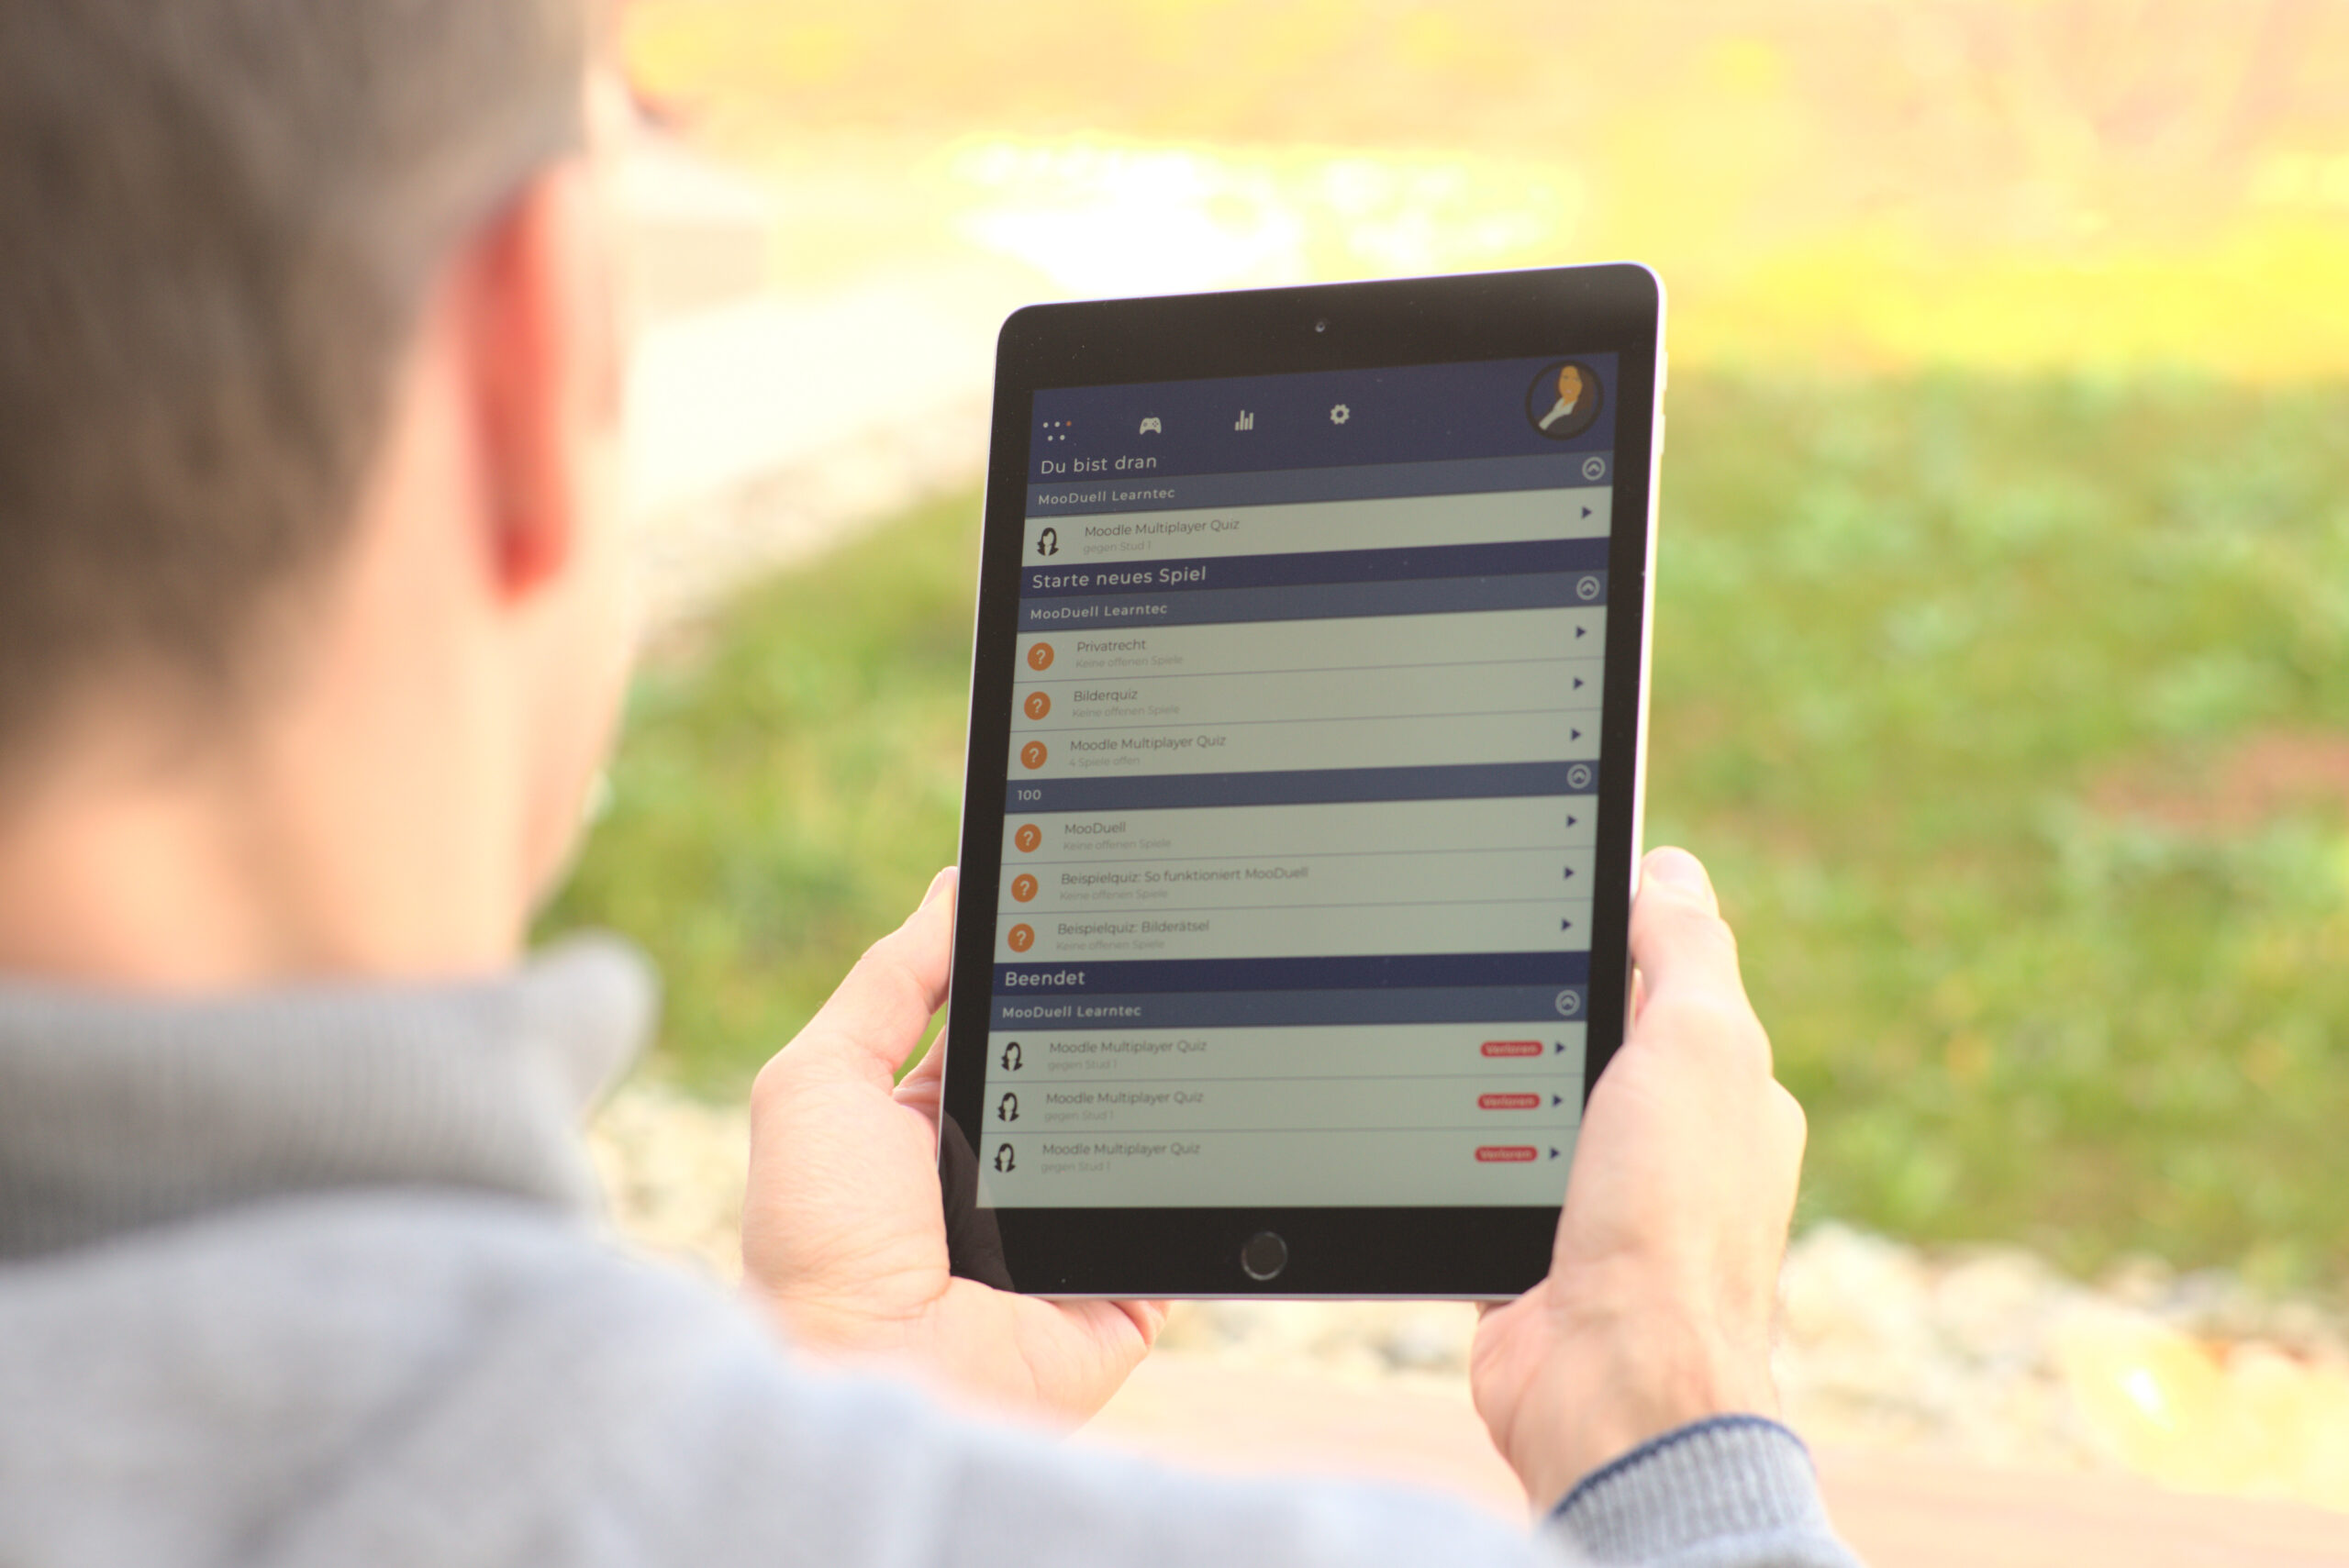 Du bist dran
MooDuell Learntec
Moodle Multiplayer Quiz
gegen Stud 1
Starte neues Spiel
MooDuell Learntec
? Privatrecht
Keine offenen Spiele
? Bilderquiz
Keine offenen Spiele
? Moodle Multiplayer Quiz
4 Spiele offen
100
? MooDuell
Keine offenen Spiele
? Beispielquiz: So funktioniert MooDuell
Keine offenen Spiele
? Beispielquiz: Bilderätsel
Keine offenen Spiele
Beendet
MooDuell Learntec
Moodle Multiplayer Quiz Verloren
gegen Stud 1
Moodle Multiplayer Quiz Verloren
gegen Stud 1
Moodle Multiplayer Quiz Verloren
gegen Stud 1